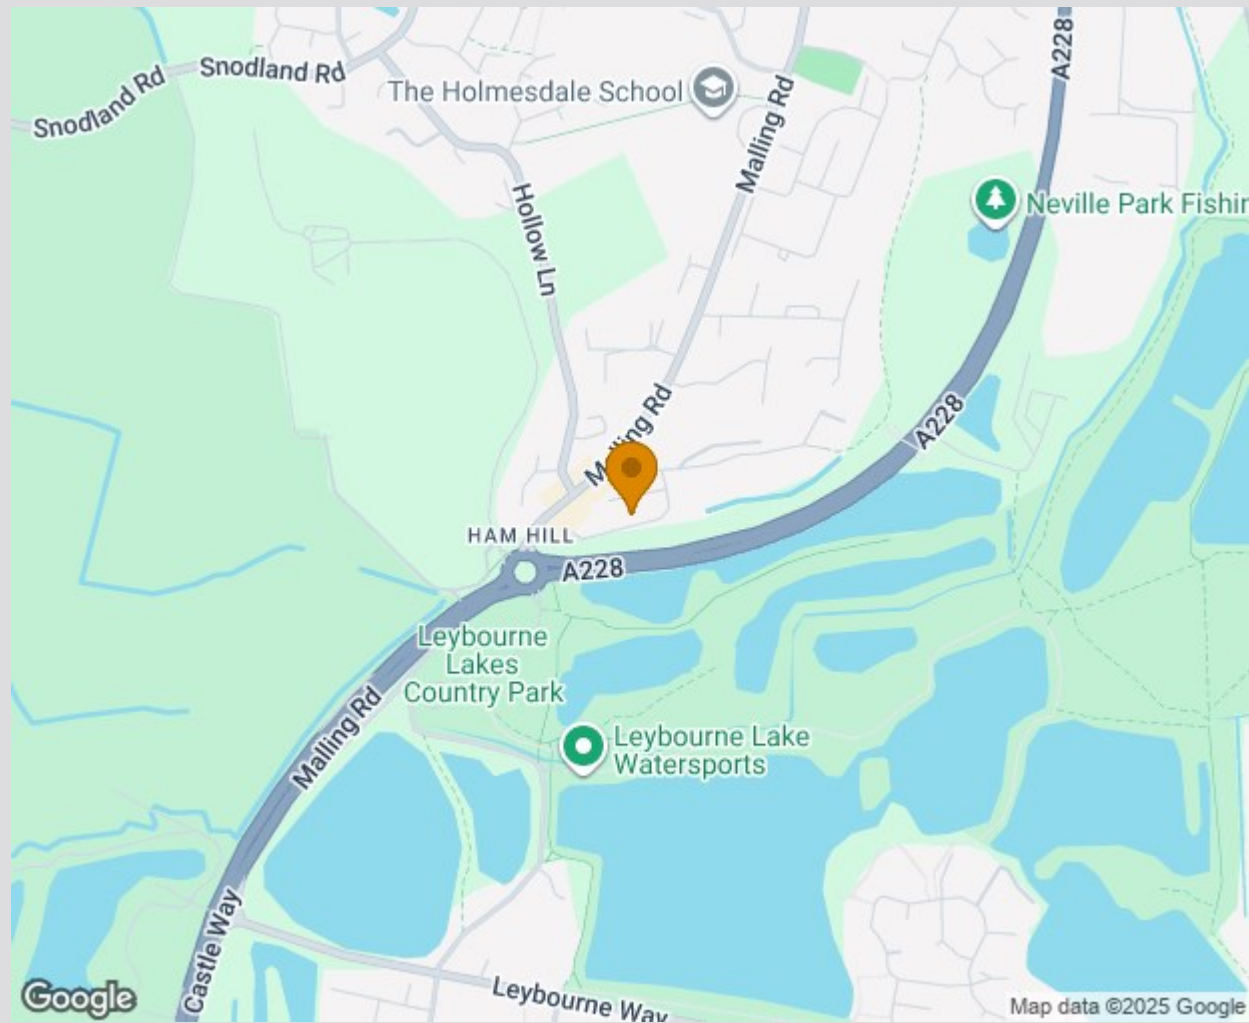 A228
Snodland Rd
Snodland Rd
The Holmesdale School
Malling Rd
Hollow Ln
Neville Park Fishin
Malling Rd
A228
HAM HILL
A228
Leybourne
Lakes
Country Park
Malling Rd
Leybourne Lake
Watersports
Castle Way
Leybourne Way
Google
Map data ©2025 Google